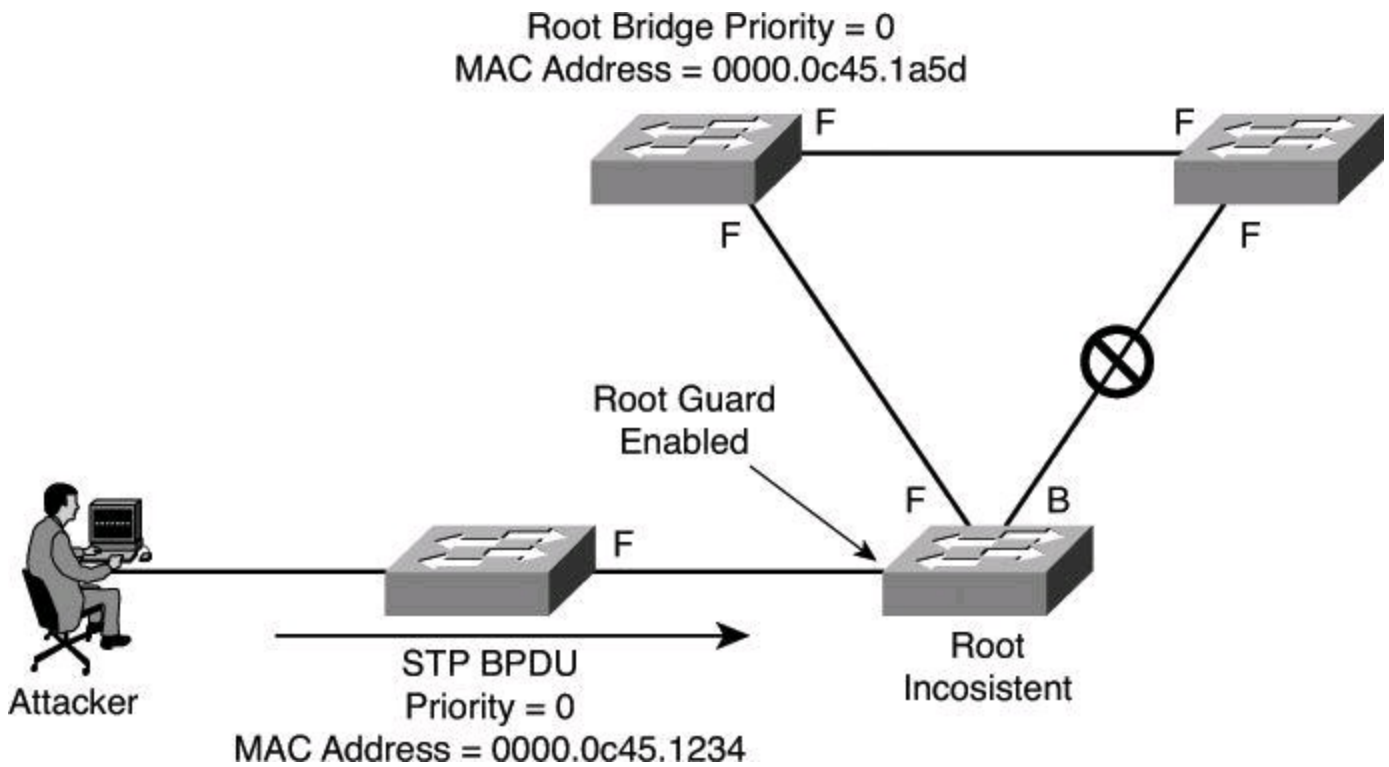 Root Bridge Priority = 0
MAC Address = 0000.0c45.1a5d
F
F
F
F
Root Guard
Enabled
F
B
F
Root
Incosistent
STP BPDU
Priority = 0
MAC Address = 0000.0c45.1234
Attacker